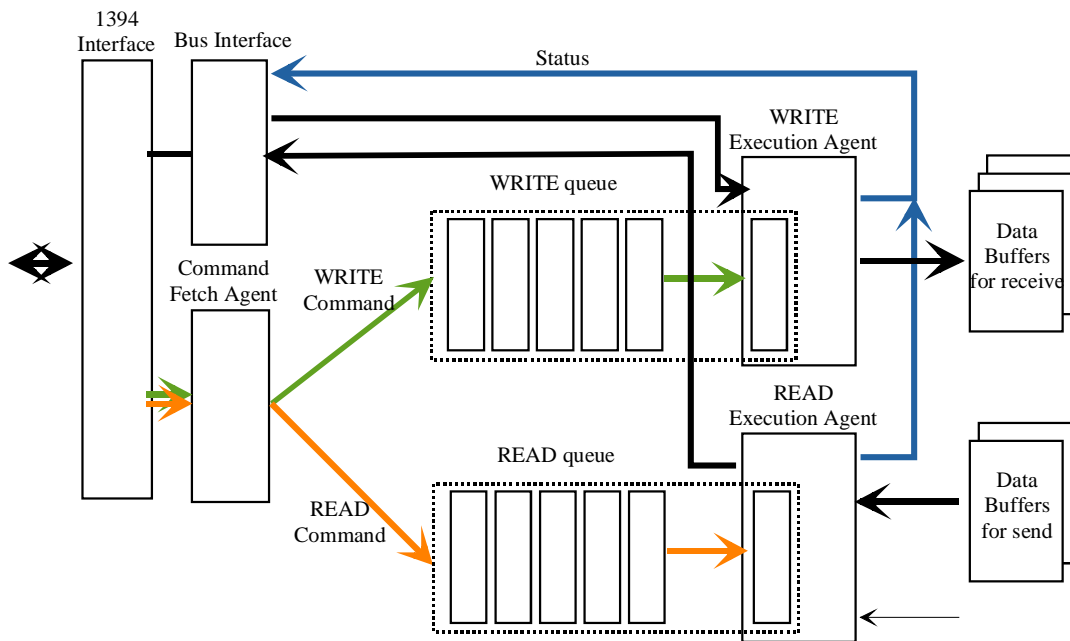 1394
Interface
Bus Interface
Status
WRITE
Execution Agent
WRITE queue
Data
Buffers
for receive
Command
Fetch Agent
WRITE
Command
READ
Execution Agent
READ queue
READ
Command
Data
Buffers
for send